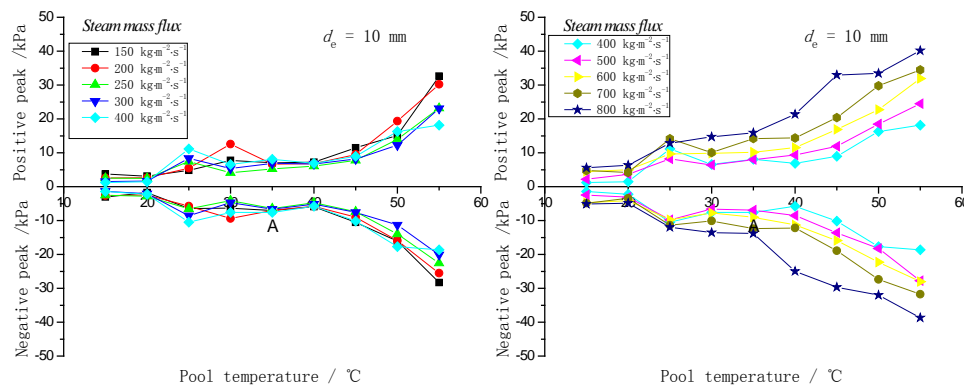 Steam mass flux
150 kg·m⁻²·s⁻¹
200 kg·m⁻²·s⁻¹
250 kg·m⁻²·s⁻¹
300 kg·m⁻²·s⁻¹
400 kg·m⁻²·s⁻¹
dₑ = 10 mm
Positive peak /kPa
Negative peak /kPa
50
40
30
20
10
0
-10
-20
-30
-40
-50
A
10 20 30 40 50 60
Pool temperature / ℃
Steam mass flux
400 kg·m⁻²·s⁻¹
500 kg·m⁻²·s⁻¹
600 kg·m⁻²·s⁻¹
700 kg·m⁻²·s⁻¹
800 kg·m⁻²·s⁻¹
dₑ = 10 mm
Positive peak /kPa
Negative peak /kPa
50
40
30
20
10
0
-10
-20
-30
-40
-50
A
10 20 30 40 50 60
Pool temperature / ℃